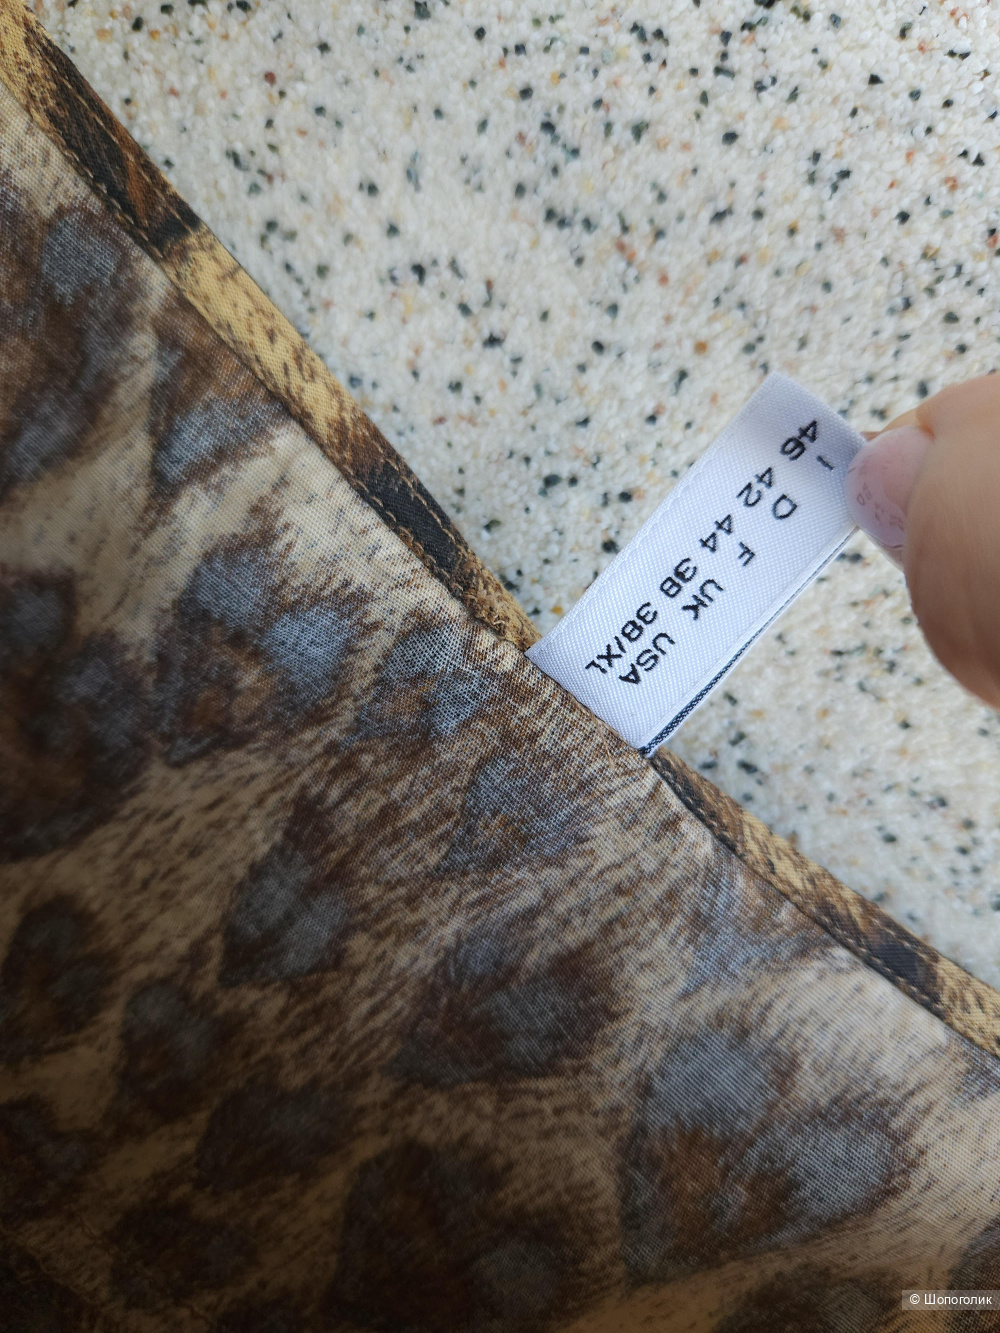 I D F UK USA
46 42 44 38 38/XL
© Шопоголик